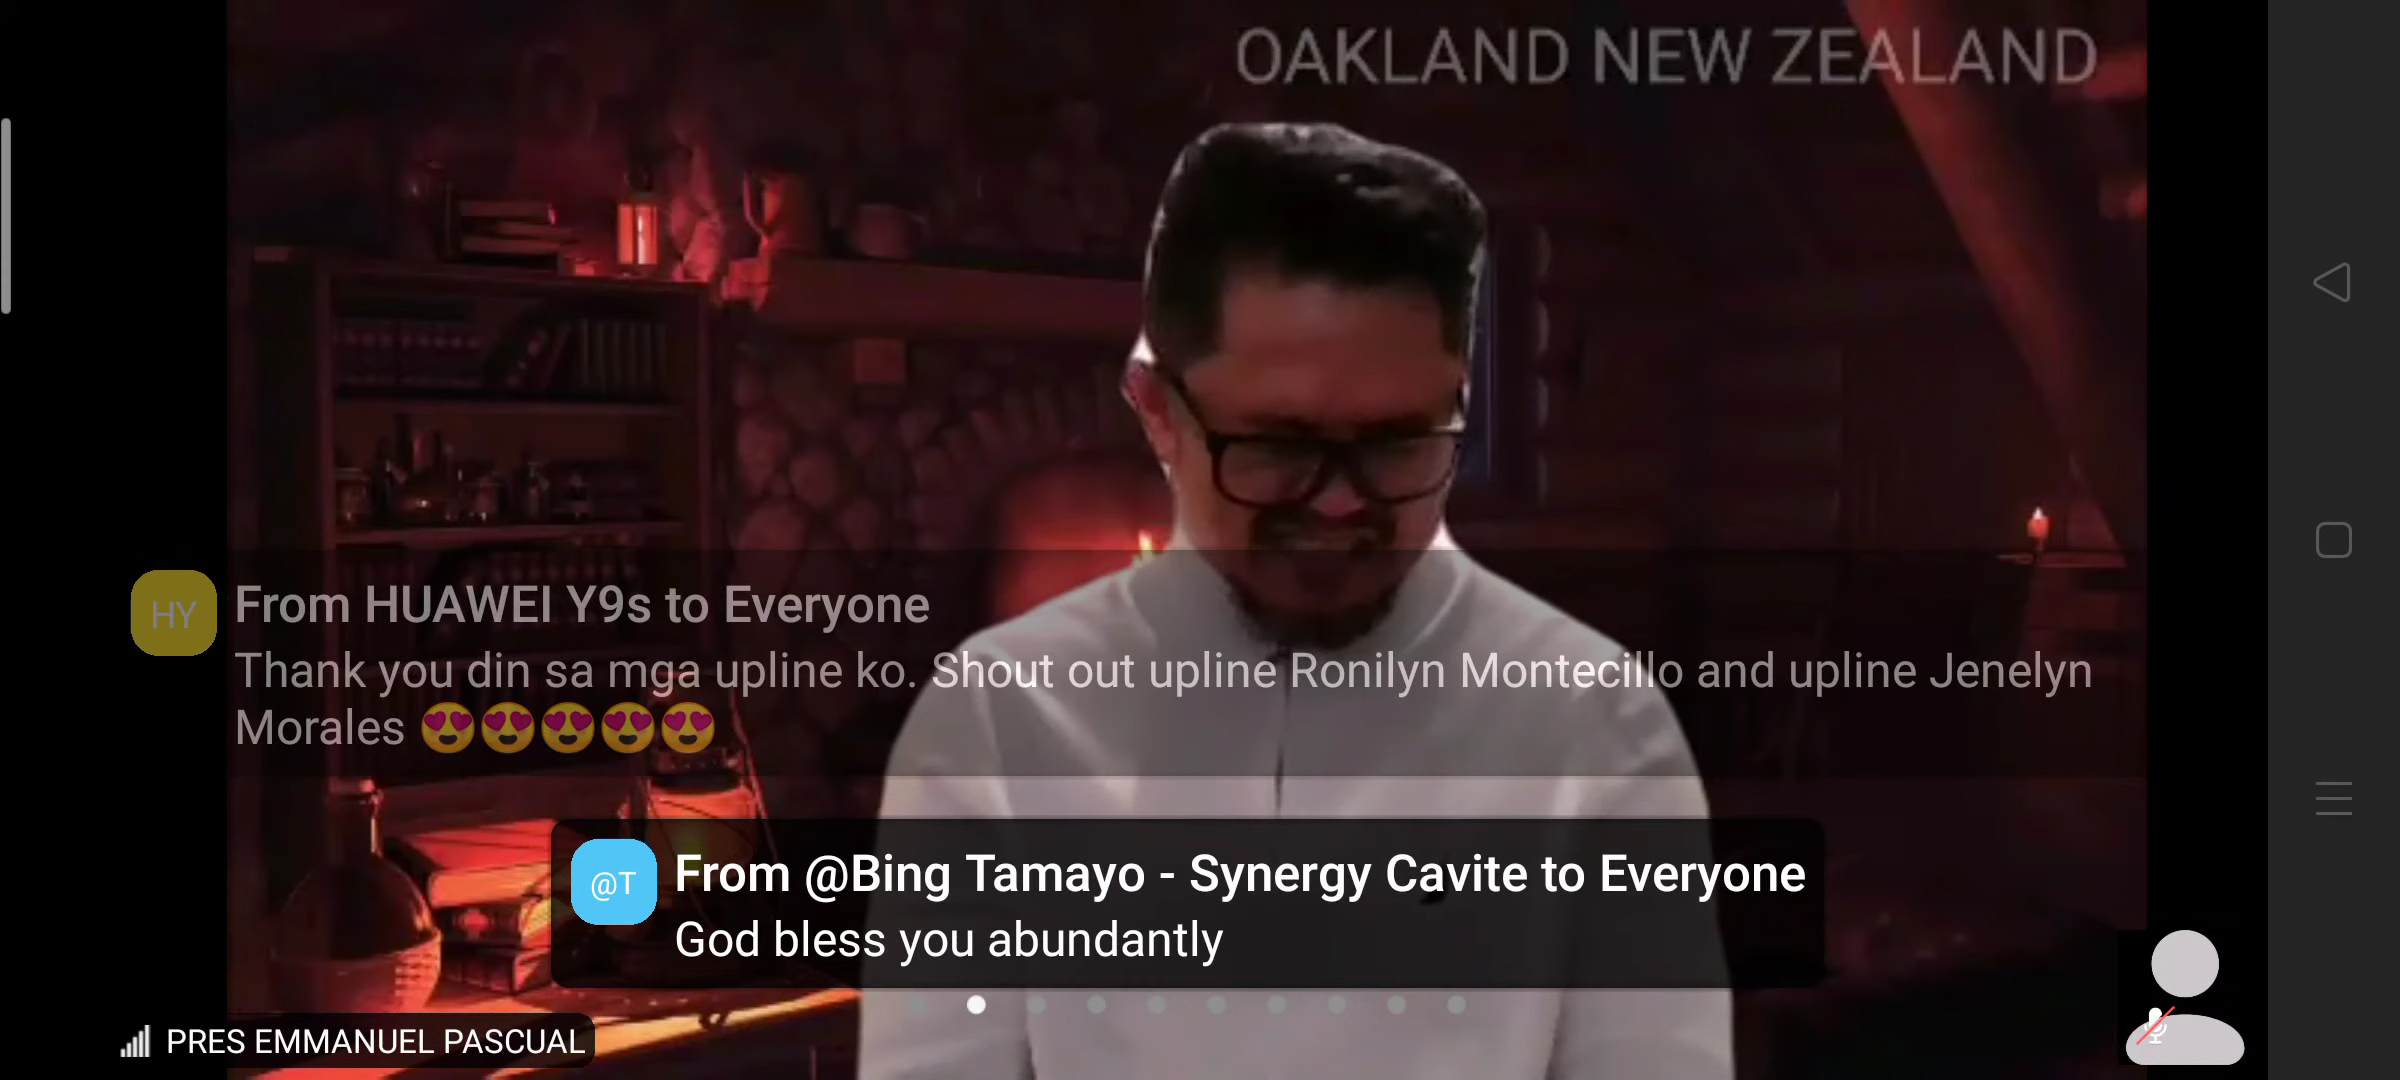 OAKLAND NEW ZEALAND
HY
From HUAWEI Y9s to Everyone
Thank you din sa mga upline ko. Shout out upline Ronilyn Montecillo and upline Jenelyn
Morales 😍😍😍😍😍
@T
From @Bing Tamayo - Synergy Cavite to Everyone
God bless you abundantly
PRES EMMANUEL PASCUAL